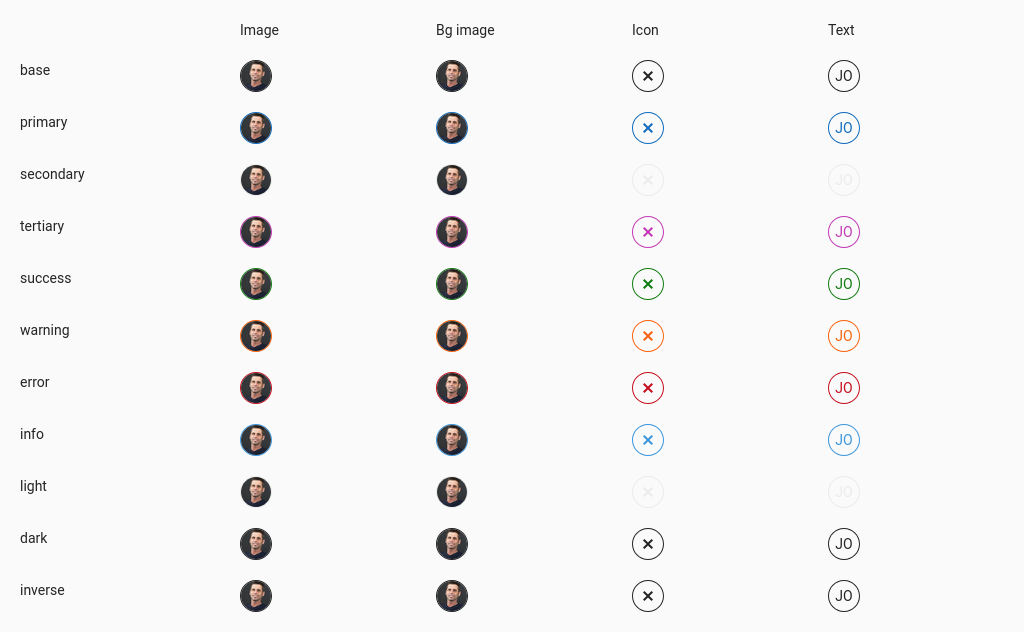 Image Bg image Icon Text
base JO
primary JO
secondary JO
tertiary JO
success JO
warning JO
error JO
info JO
light JO
dark JO
inverse JO